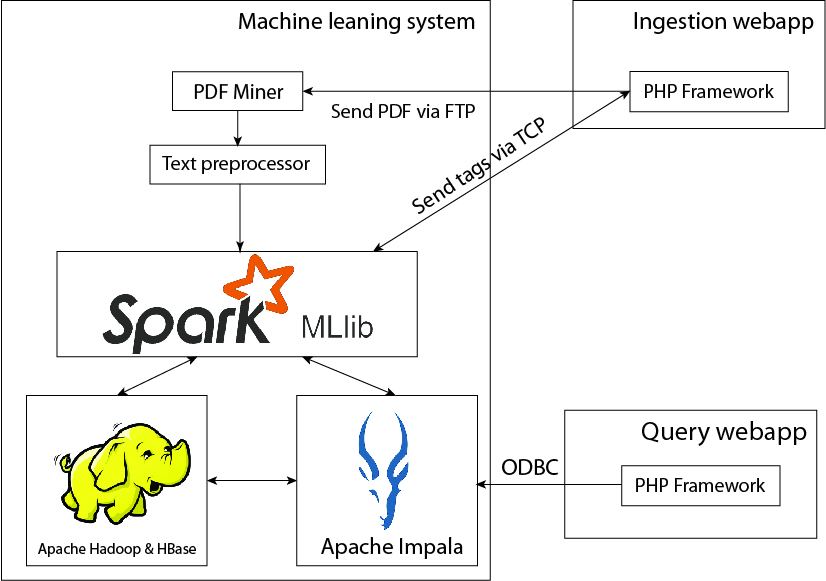 Machine leaning system
Ingestion webapp
PDF Miner
PHP Framework
Send PDF via FTP
Send tags via TCP
Text preprocessor
Spark MLlib
Query webapp
ODBC
PHP Framework
Apache Hadoop & HBase
Apache Impala